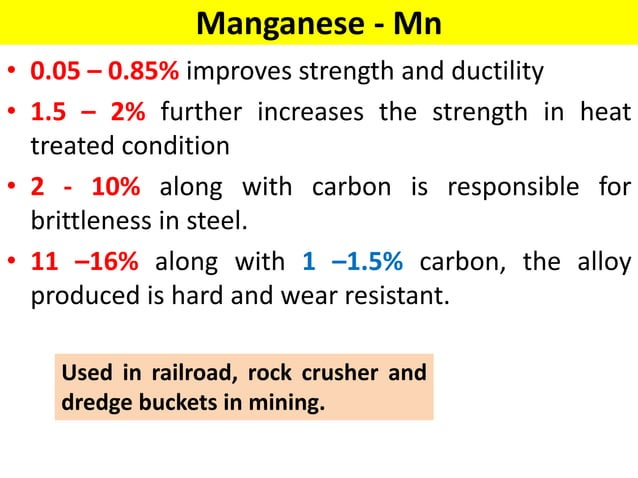 Manganese - Mn
• 0.05 – 0.85% improves strength and ductility
• 1.5 – 2% further increases the strength in heat
treated condition
• 2 - 10% along with carbon is responsible for
brittleness in steel.
• 11 –16% along with 1 –1.5% carbon, the alloy
produced is hard and wear resistant.
Used in railroad, rock crusher and
dredge buckets in mining.